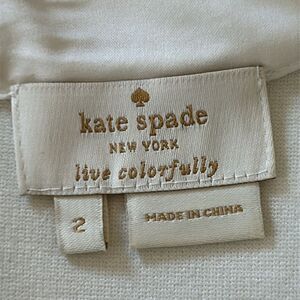 kate spade
NEW YORK
live colorfully
2
MADE IN CHINA